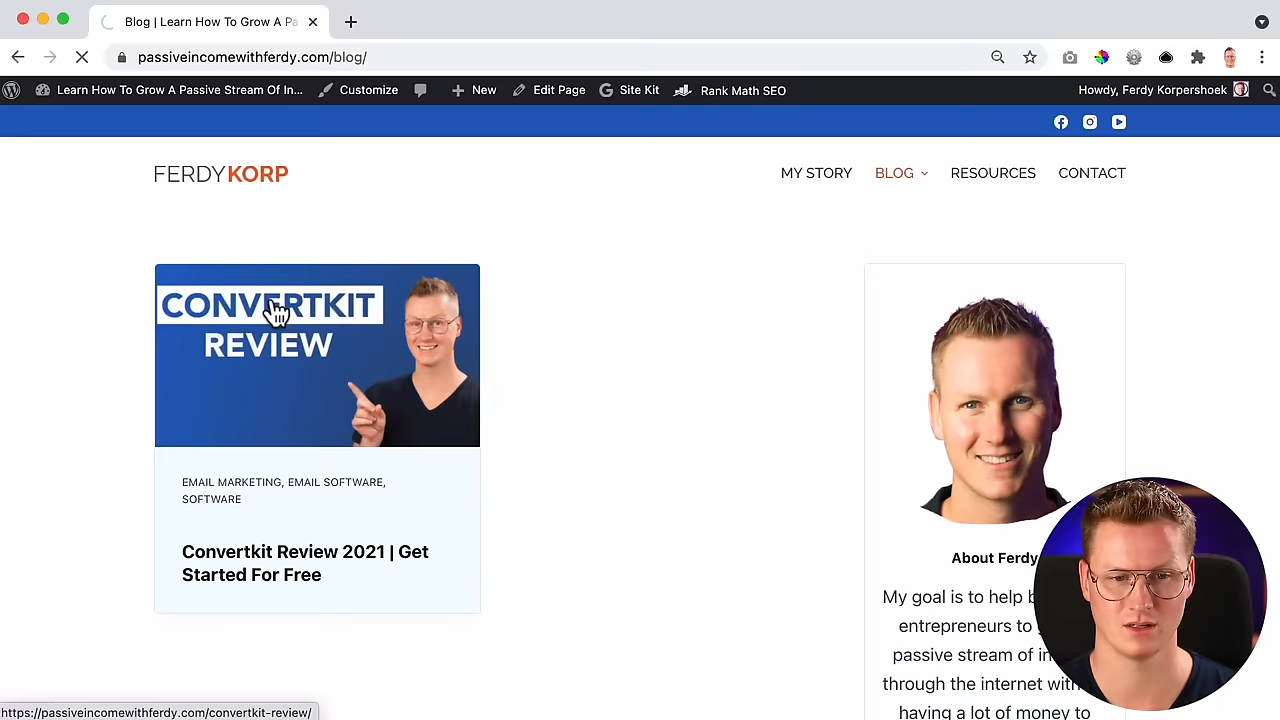 Blog | Learn How To Grow A Pa
passiveincomewithferdy.com/blog/
Learn How To Grow A Passive Stream Of In... Customize New Edit Page Site Kit Rank Math SEO Howdy, Ferdy Korpershoek
FERDYKORP
MY STORY BLOG RESOURCES CONTACT
CONVERTKIT
REVIEW
EMAIL MARKETING, EMAIL SOFTWARE,
SOFTWARE
Convertkit Review 2021 | Get
Started For Free
About Ferdy
My goal is to help
entrepreneurs to
passive stream of
through the internet
having a lot of money to
https://passiveincomewithferdy.com/convertkit-review/